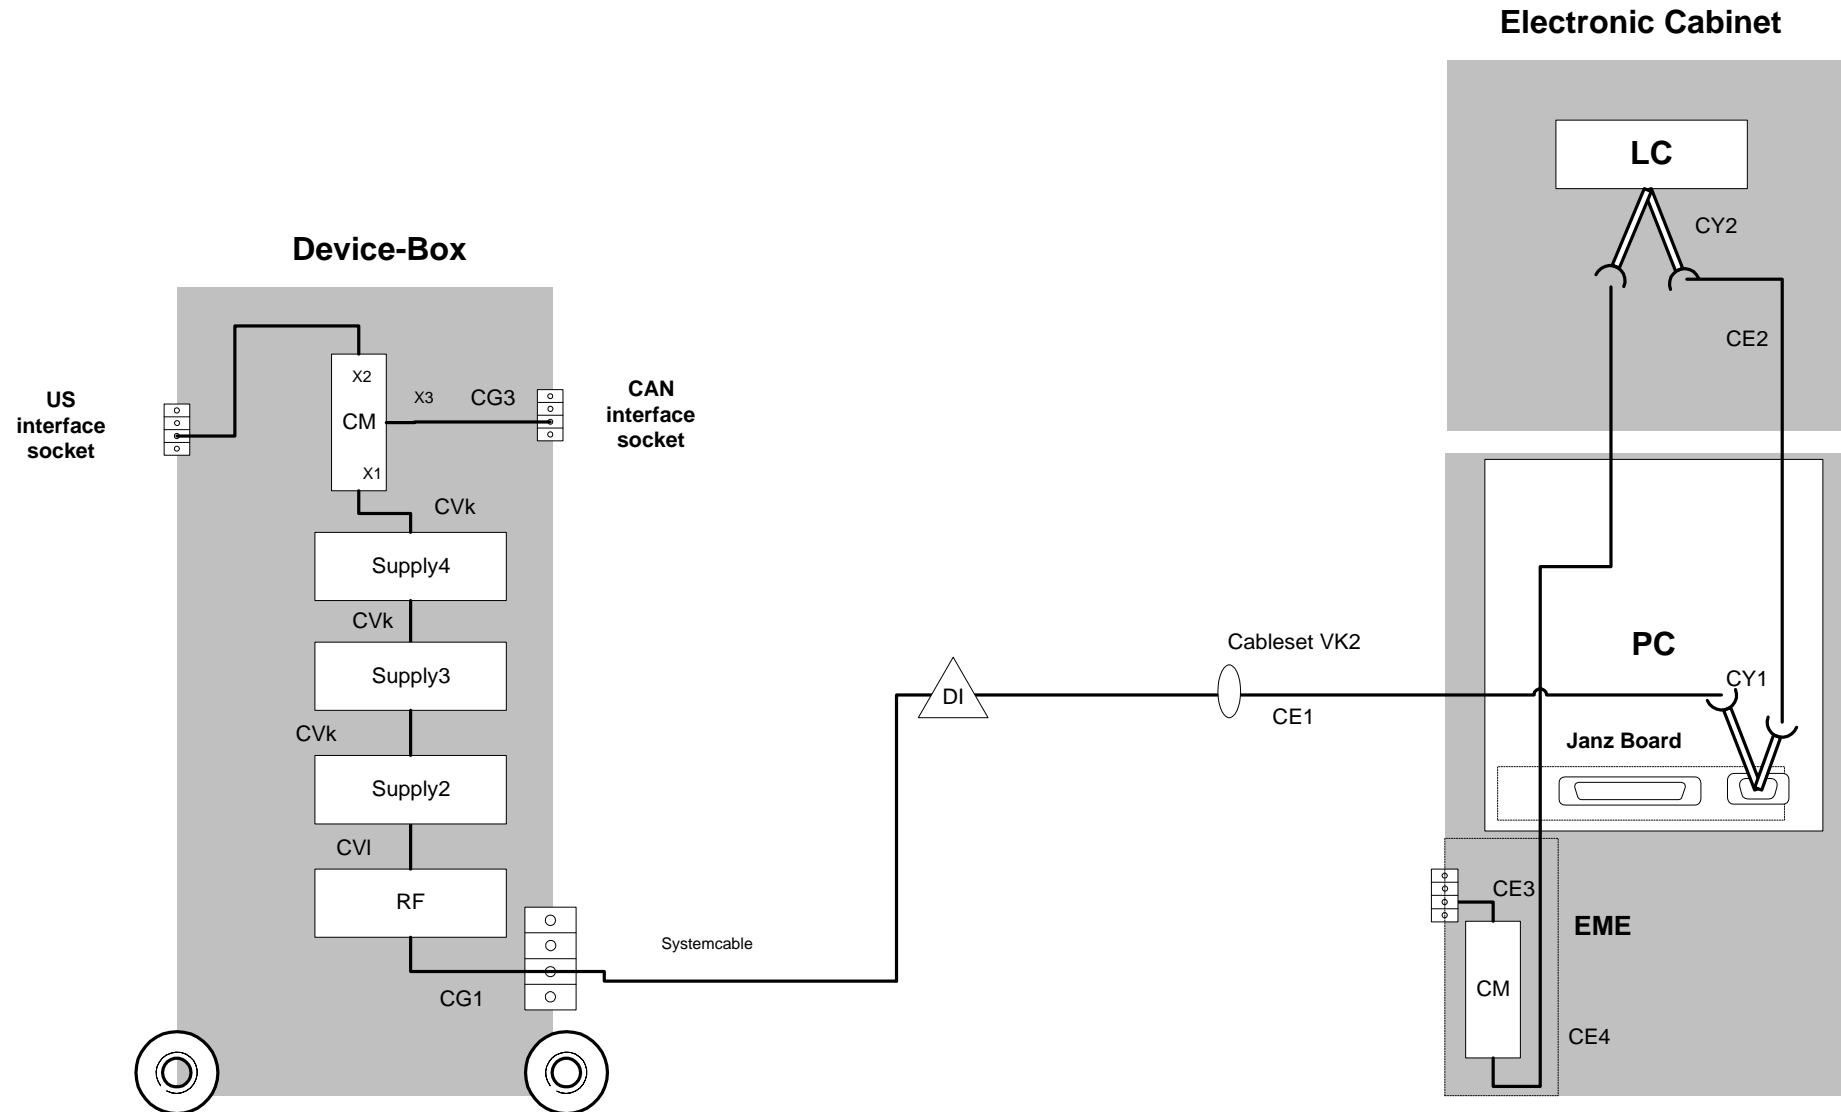 Electronic Cabinet
LC
CY2
CE2
Device-Box
US
interface
socket
X2
CM
X1
X3
CG3
CAN
interface
socket
CVk
Supply4
CVk
Supply3
CVk
Supply2
CVI
RF
CG1
Systemcable
DI
Cableset VK2
CE1
PC
CY1
Janz Board
CE3
EME
CM
CE4